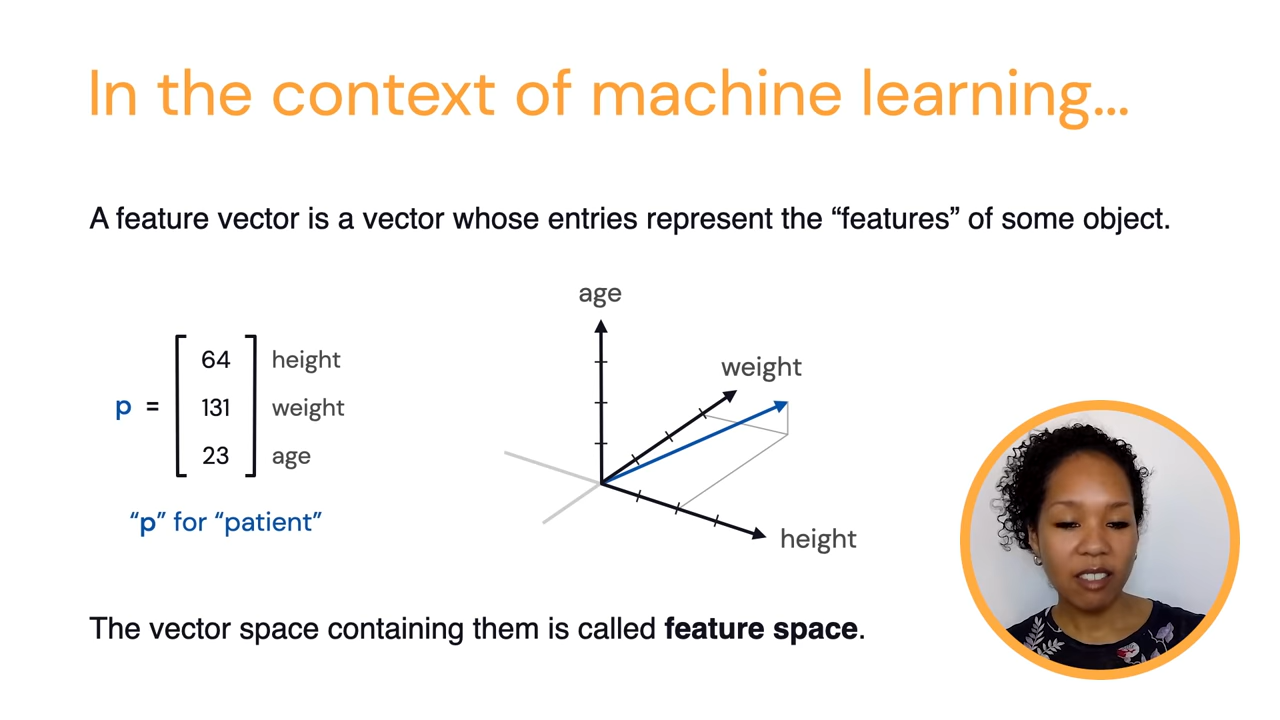 In the context of machine learning...
A feature vector is a vector whose entries represent the “features” of some object.
p = 64 height
131 weight
23 age
“p” for “patient”
age
weight
height
The vector space containing them is called feature space.